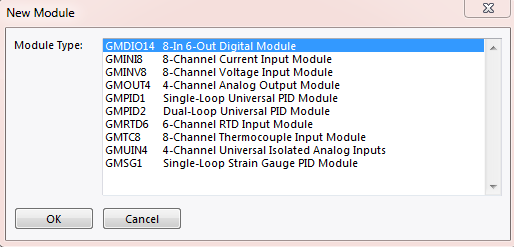 New Module
Module Type:
GMDIO14 8-In 6-Out Digital Module
GMINI8 8-Channel Current Input Module
GMINV8 8-Channel Voltage Input Module
GMOUT4 4-Channel Analog Output Module
GMPID1 Single-Loop Universal PID Module
GMPID2 Dual-Loop Universal PID Module
GMRTD6 6-Channel RTD Input Module
GMTC8 8-Channel Thermocouple Input Module
GMUIN4 4-Channel Universal Isolated Analog Inputs
GMSG1 Single-Loop Strain Gauge PID Module
OK Cancel